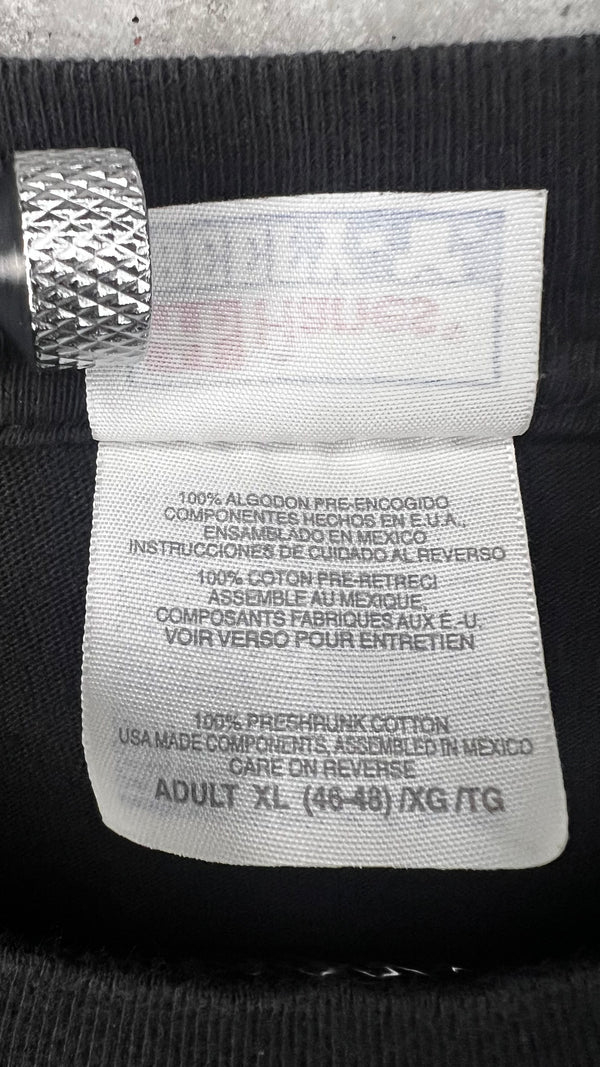 100% ALGODON PRE-ENCOGIDO
COMPONENTES HECHOS EN E.U.A.,
ENSAMBLADO EN MEXICO
INSTRUCCIONES DE CUIDADO AL REVERSO
100% COTON PRE-RETRECI
ASSEMBLE AU MEXIQUE,
COMPOSANTS FABRIQUES AUX É.-U.
VOIR VERSO POUR ENTRETIEN
100% PRESHRUNK COTTON
USA MADE COMPONENTS, ASSEMBLED IN MEXICO
CARE ON REVERSE
ADULT XL (46-48) /XG /TG